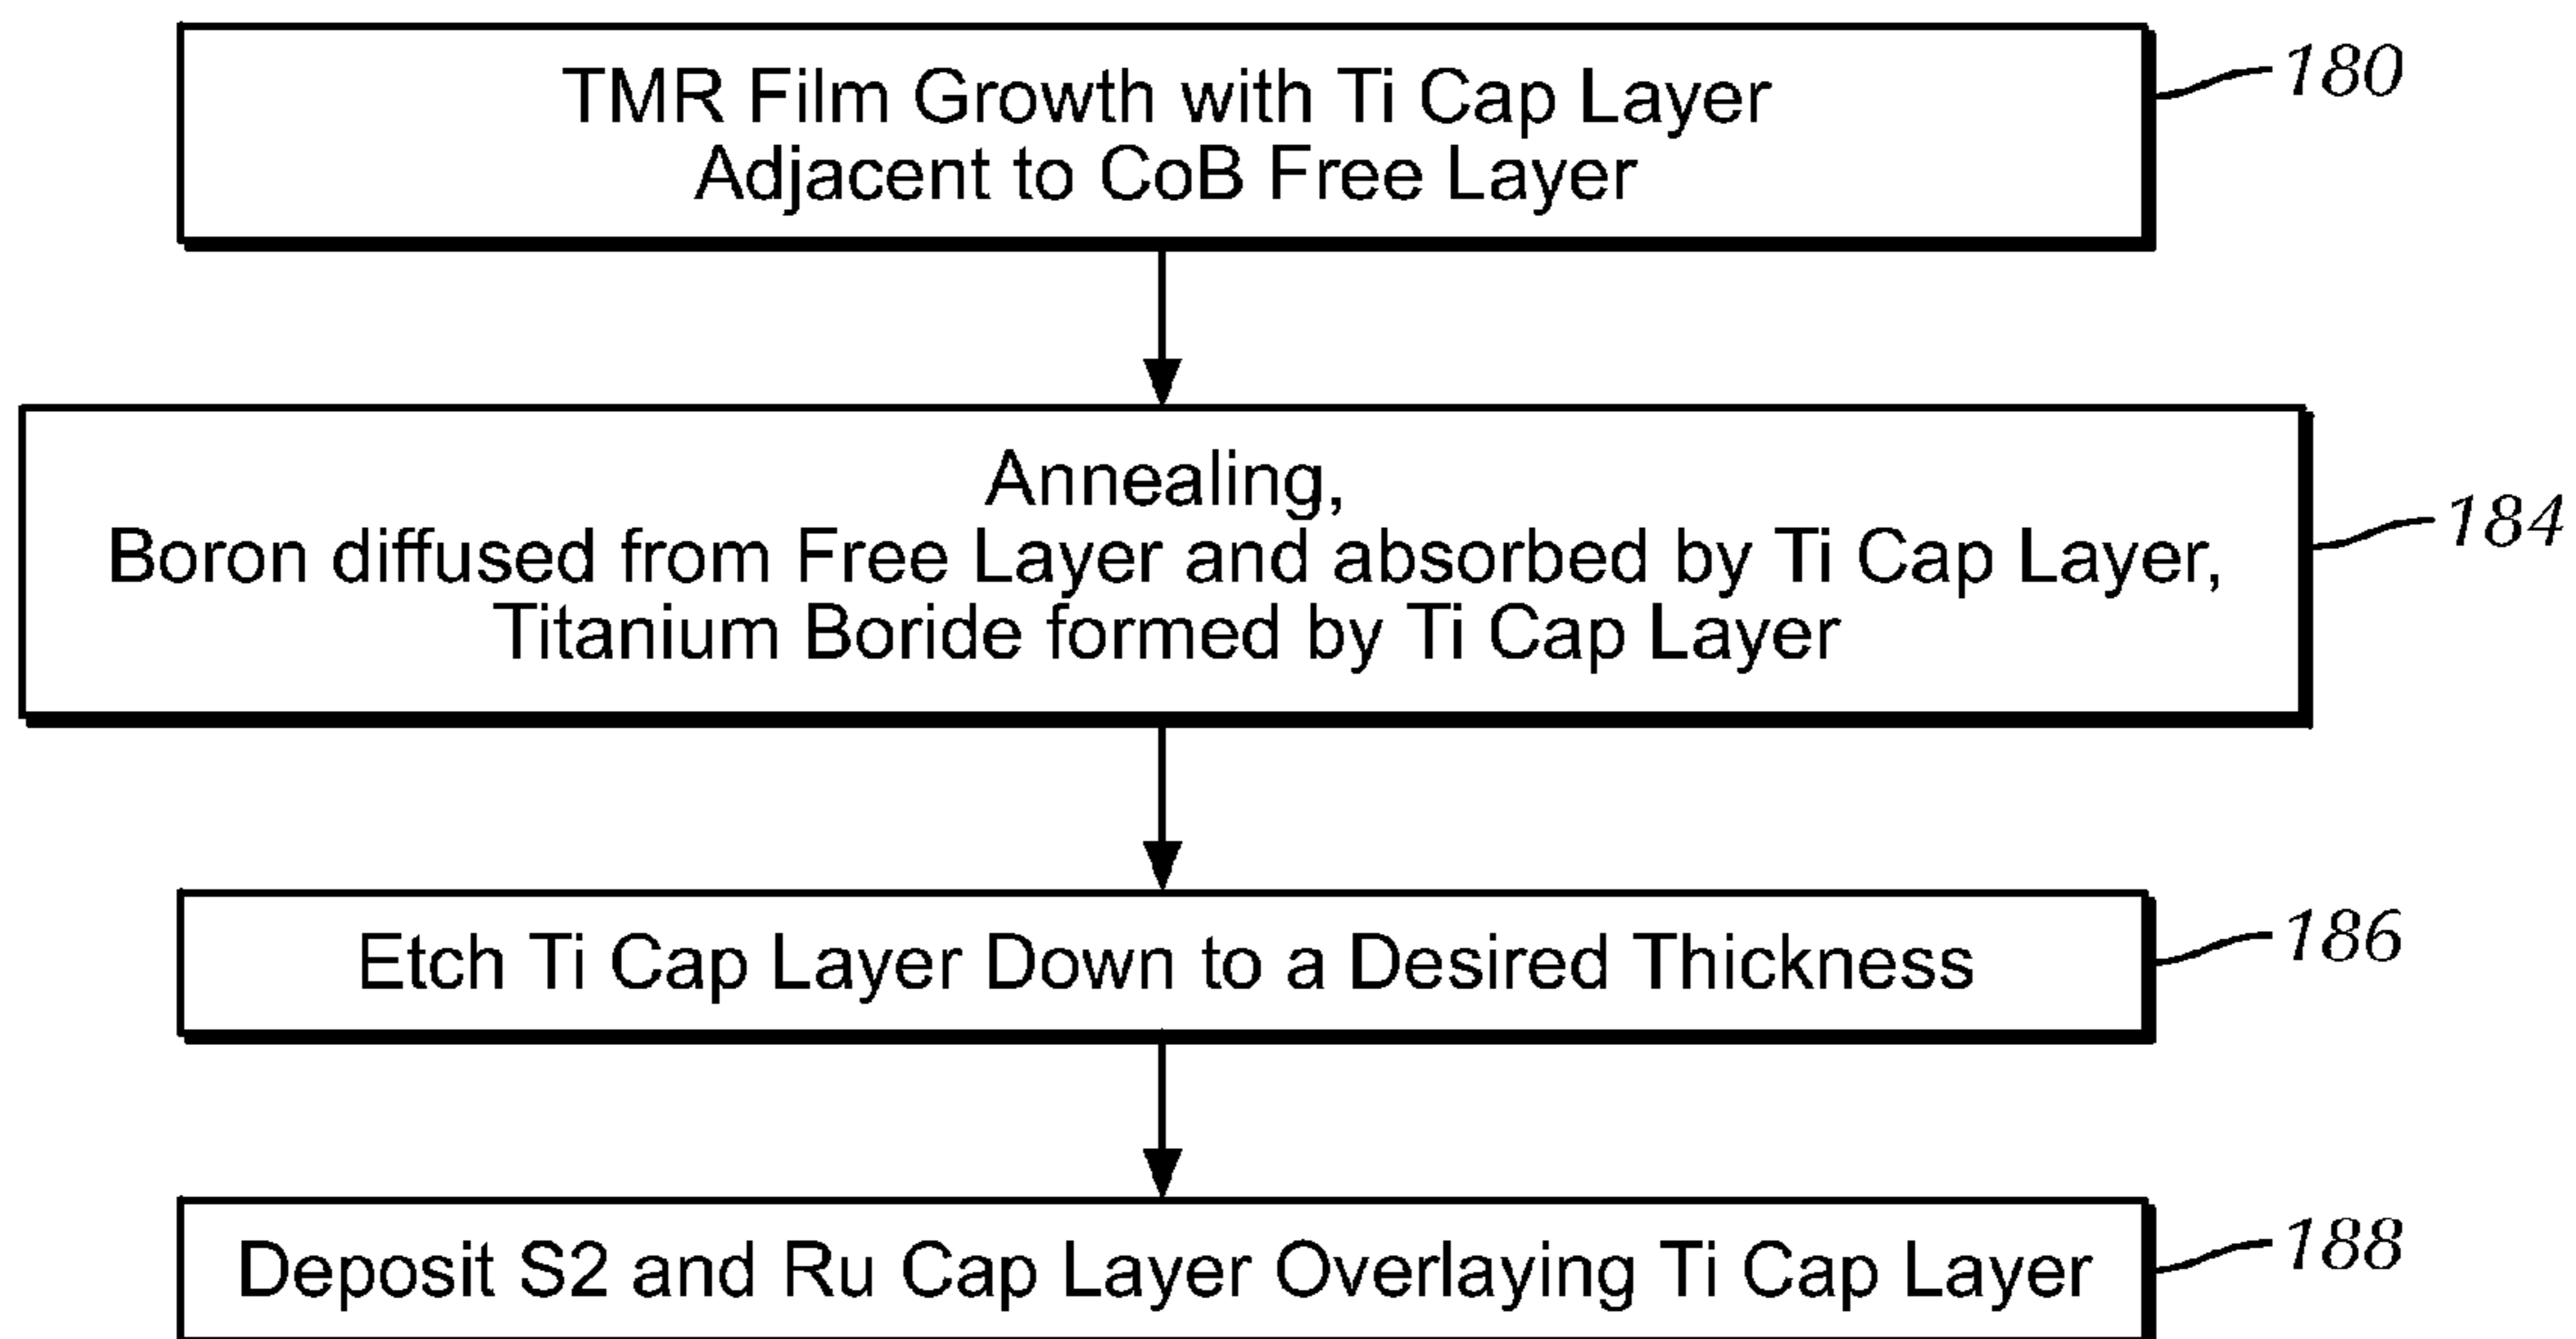 TMR Film Growth with Ti Cap Layer
Adjacent to CoB Free Layer
180
Annealing,
Boron diffused from Free Layer and absorbed by Ti Cap Layer,
Titanium Boride formed by Ti Cap Layer
184
Etch Ti Cap Layer Down to a Desired Thickness
186
Deposit S2 and Ru Cap Layer Overlaying Ti Cap Layer
188